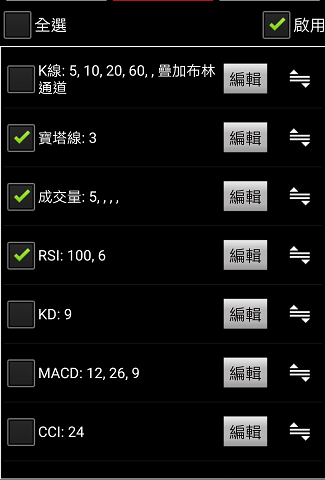 全選 啟用
K線: 5, 10, 20, 60, , 疊加布林 編輯
通道
寶塔線: 3 編輯
成交量: 5, , , , 編輯
RSI: 100, 6 編輯
KD: 9 編輯
MACD: 12, 26, 9 編輯
CCI: 24 編輯